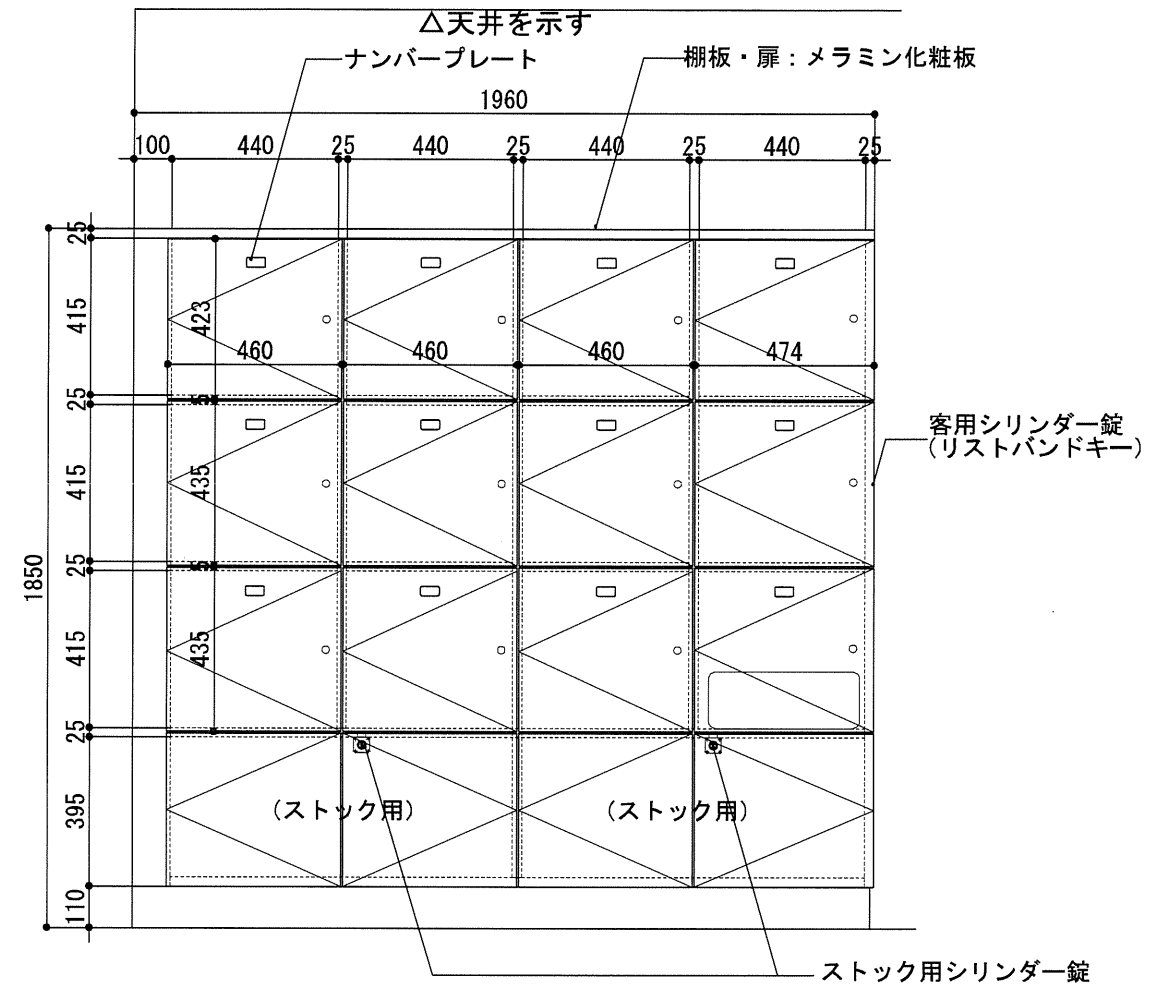 △天井を示す
ナンバープレート
棚板・扉：メラミン化粧板
1960
100 440 25 440 25 440 25 440 25
25
415
423
460 460 460 474
25
5
客用シリンダー錠
(リストバンドキー)
415
435
25
5
1850
415
435
25
(ストック用) (ストック用)
395
110
ストック用シリンダー錠